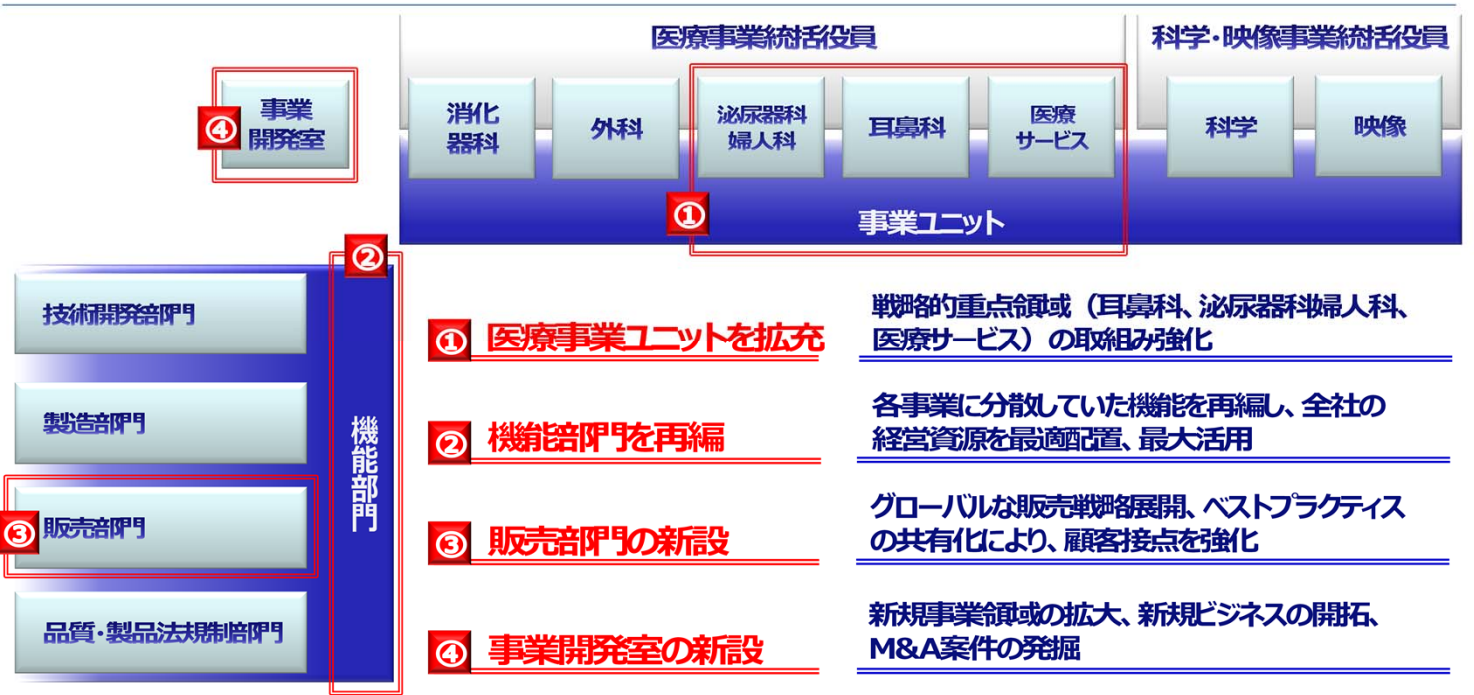 医療事業統括役員
科学・映像事業統括役員
④
事業
開発室
消化
器科
外科
泌尿器科
婦人科
耳鼻科
医療
サービス
科学
映像
①
事業ユニット
②
機能部門
技術開発部門
製造部門
③
販売部門
品質・製品法規制部門
① 医療事業ユニットを拡充
戦略的重点領域（耳鼻科、泌尿器科婦人科、
医療サービス）の取組み強化
② 機能部門を再編
各事業に分散していた機能を再編し、全社の
経営資源を最適配置、最大活用
③ 販売部門の新設
グローバルな販売戦略展開、ベストプラクティス
の共有化により、顧客接点を強化
④ 事業開発室の新設
新規事業領域の拡大、新規ビジネスの開拓、
M&A案件の発掘